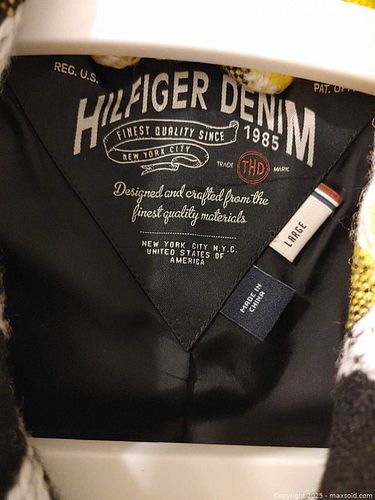 REG. U.S.
PAT. OFF.
HILFIGER DENIM
FINEST QUALITY SINCE 1985
NEW YORK CITY
TRADE THD MARK
Designed and crafted from the
finest quality materials
NEW YORK CITY N.Y.C.
UNITED STATES OF
AMERICA
LARGE
MADE IN
CHINA
Copyright 2025 - maxsold.com